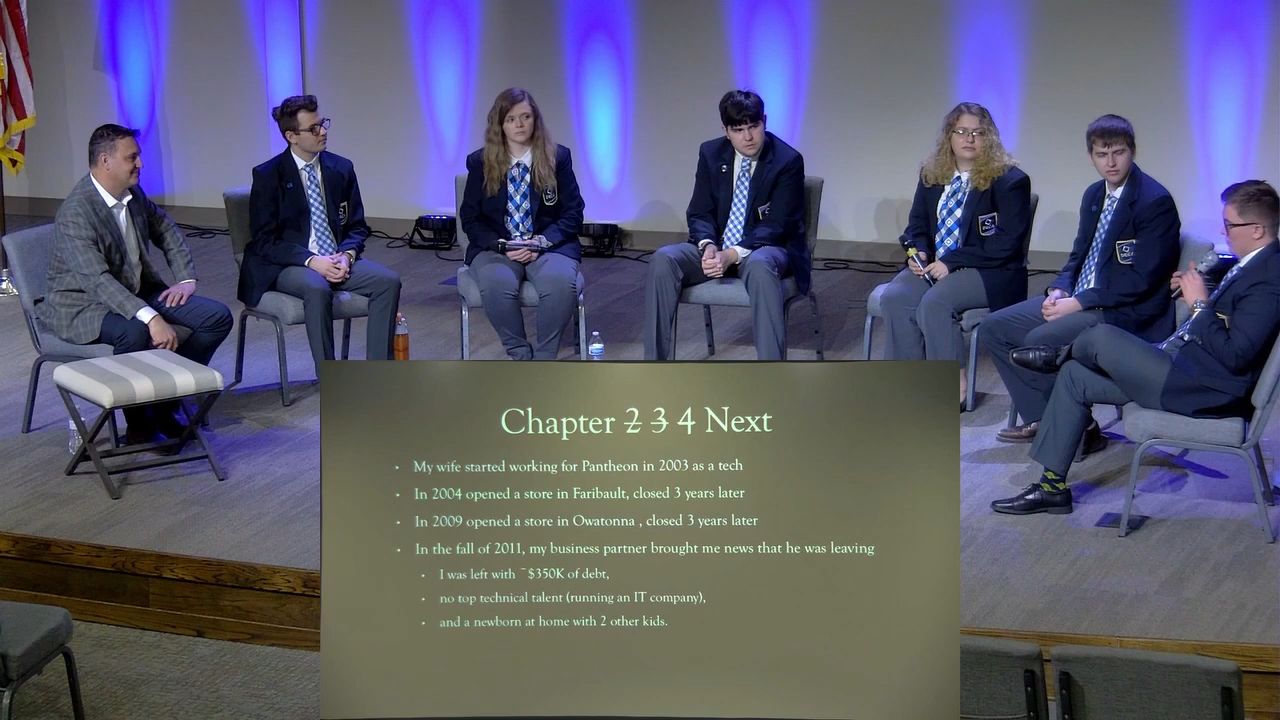 Chapter 2 3 4 Next
• My wife started working for Pantheon in 2003 as a tech
• In 2004 opened a store in Faribault, closed 3 years later
• In 2009 opened a store in Owatonna , closed 3 years later
• In the fall of 2011, my business partner brought me news that he was leaving
• I was left with ~$350K of debt,
• no top technical talent (running an IT company),
• and a newborn at home with 2 other kids.